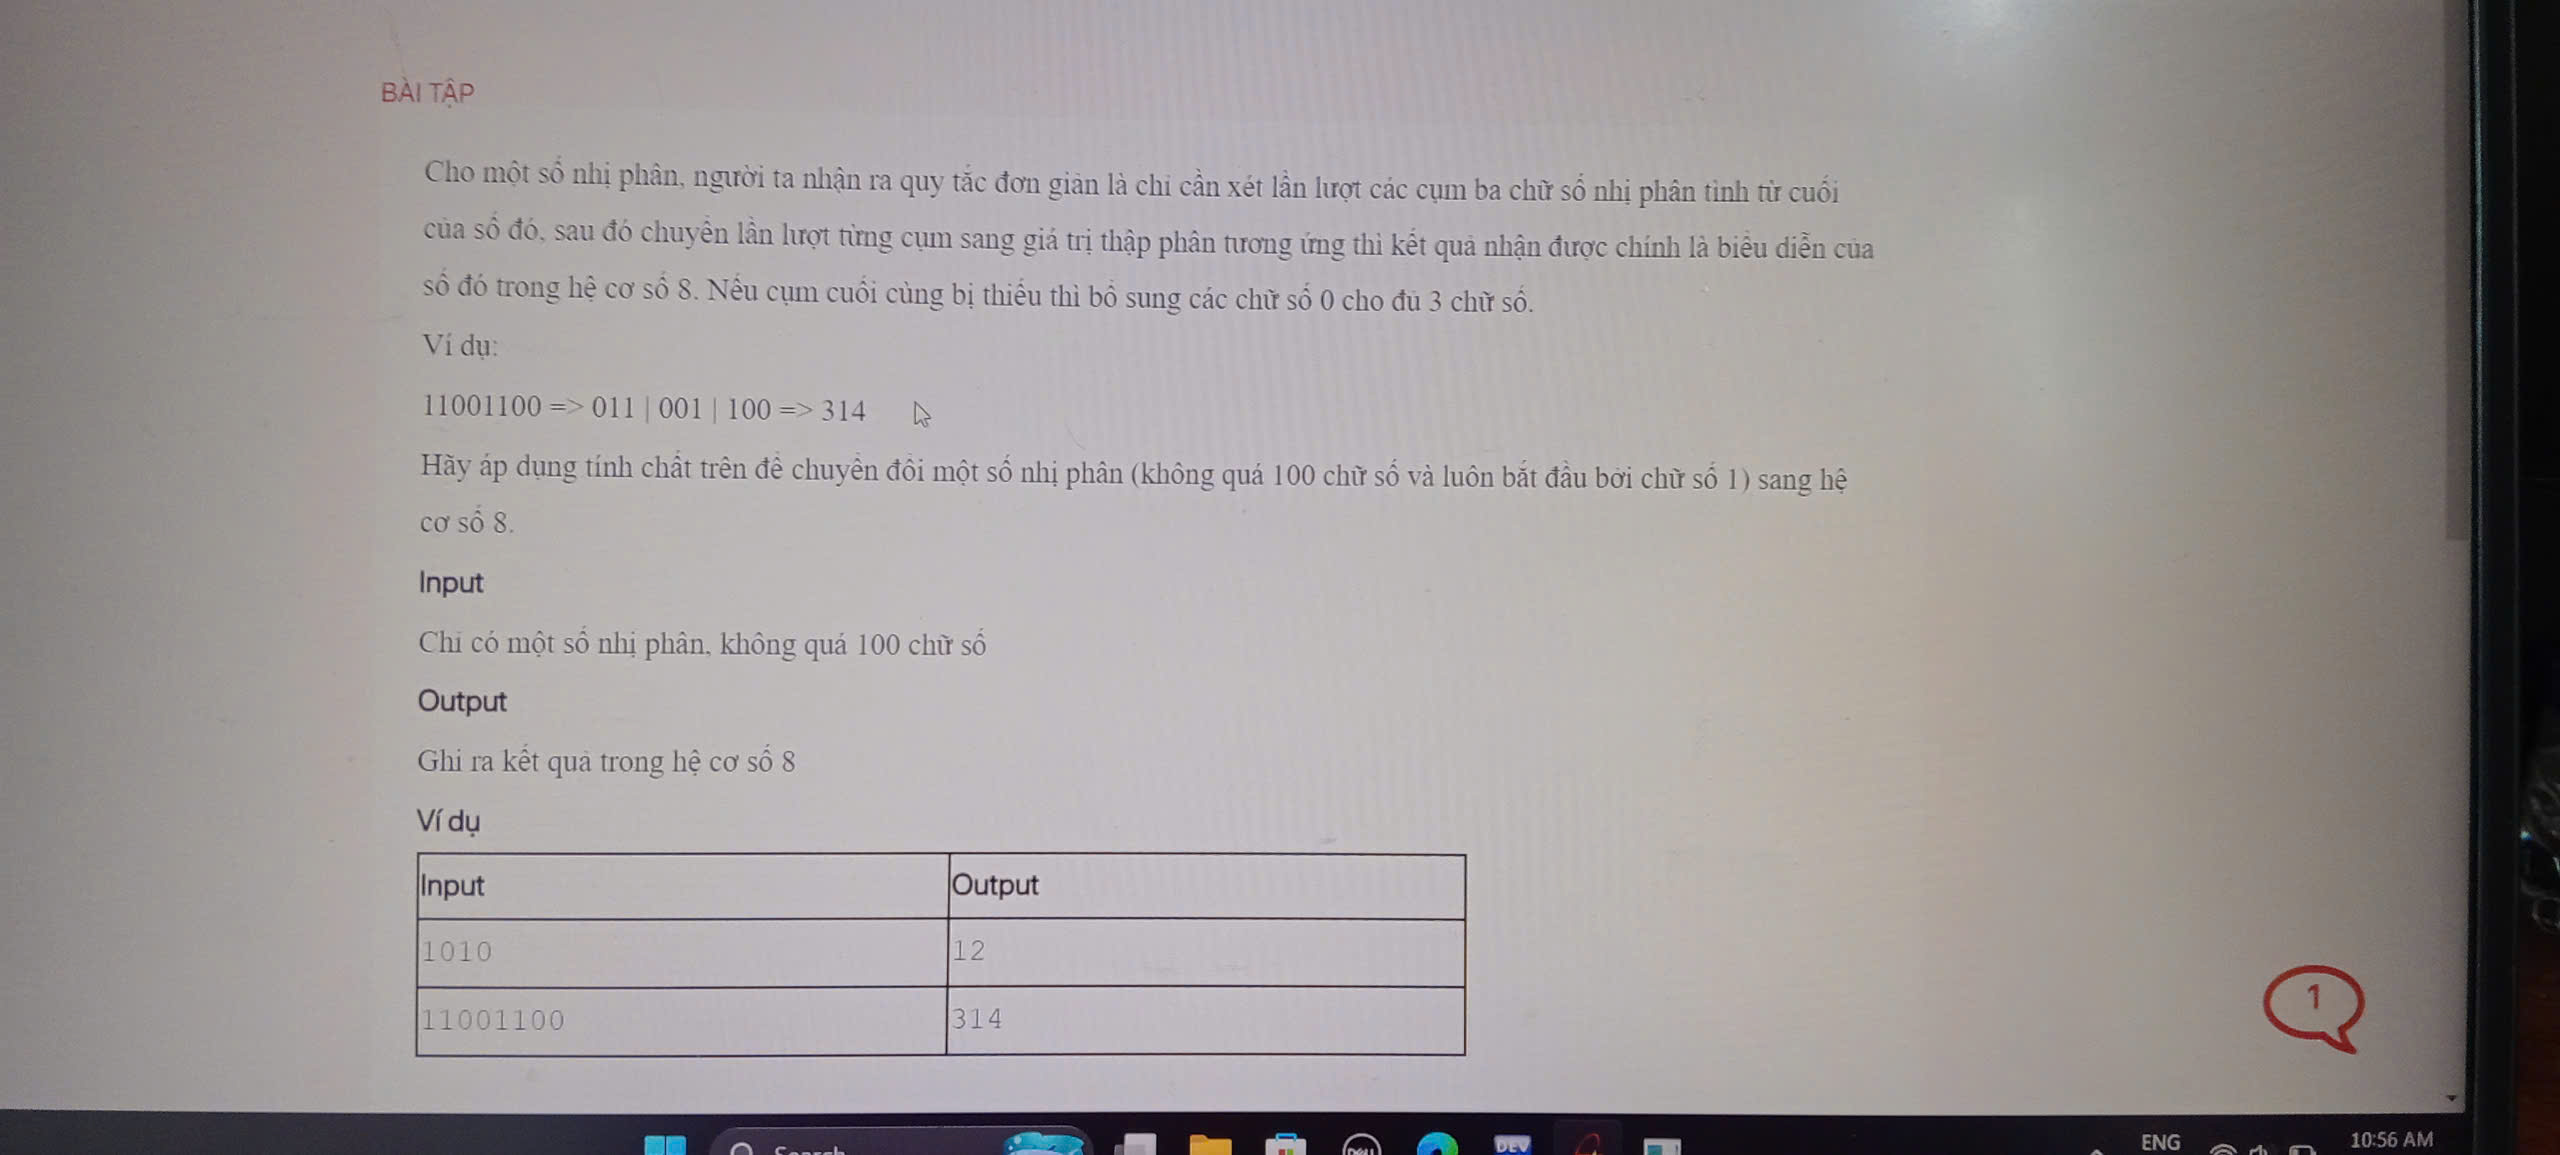 BÀI TẬP
Cho một số nhị phân, người ta nhận ra quy tắc đơn giản là chỉ cần xét lần lượt các cụm ba chữ số nhị phân tình từ cuối
của số đó, sau đó chuyển lần lượt từng cụm sang giá trị thập phân tương ứng thì kết quả nhận được chính là biểu diễn của
số đó trong hệ cơ số 8. Nếu cụm cuối cùng bị thiếu thì bổ sung các chữ số 0 cho đủ 3 chữ số.
Ví dụ:
11001100 => 011 | 001 | 100 => 314
Hãy áp dụng tính chất trên để chuyển đổi một số nhị phân (không quá 100 chữ số và luôn bắt đầu bởi chữ số 1) sang hệ
cơ số 8.
Input
Chỉ có một số nhị phân, không quá 100 chữ số
Output
Ghi ra kết quả trong hệ cơ số 8
Ví dụ
Input Output
1010 12
11001100 314
1
Search
DELL
DEV
ENG
10:56 AM